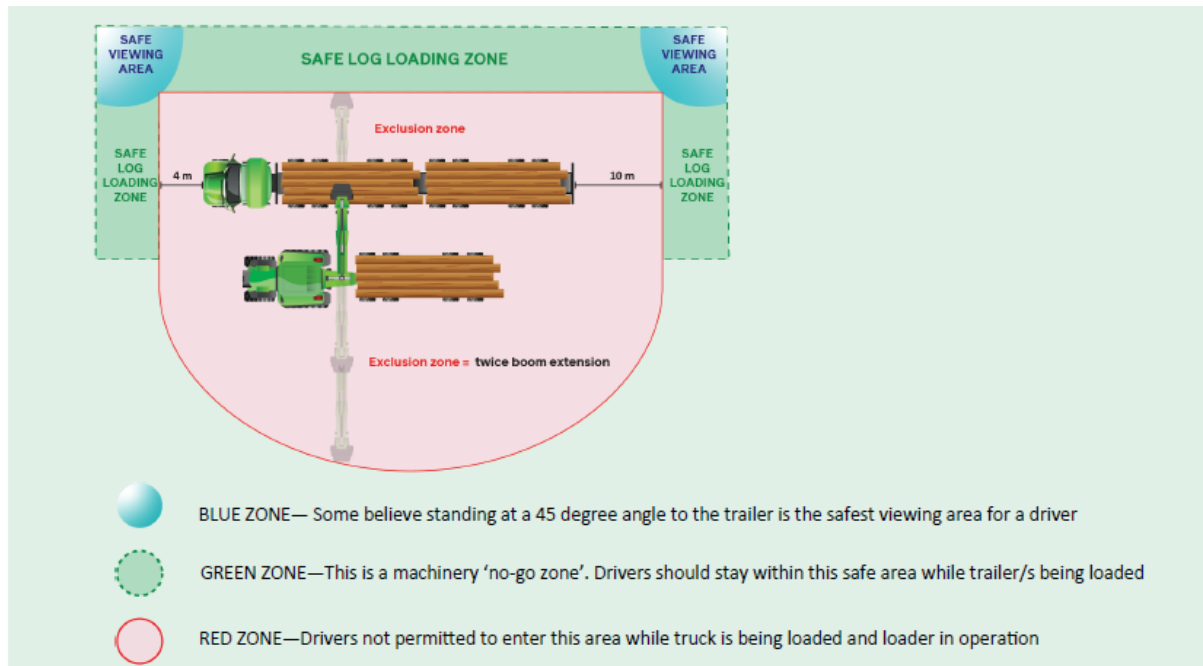 SAFE
VIEWING
AREA
SAFE LOG LOADING ZONE
SAFE
VIEWING
AREA
Exclusion zone
SAFE
LOG
LOADING
ZONE
4 m
10 m
SAFE
LOG
LOADING
ZONE
Exclusion zone = twice boom extension
BLUE ZONE— Some believe standing at a 45 degree angle to the trailer is the safest viewing area for a driver
GREEN ZONE—This is a machinery ‘no-go zone’. Drivers should stay within this safe area while trailer/s being loaded
RED ZONE—Drivers not permitted to enter this area while truck is being loaded and loader in operation